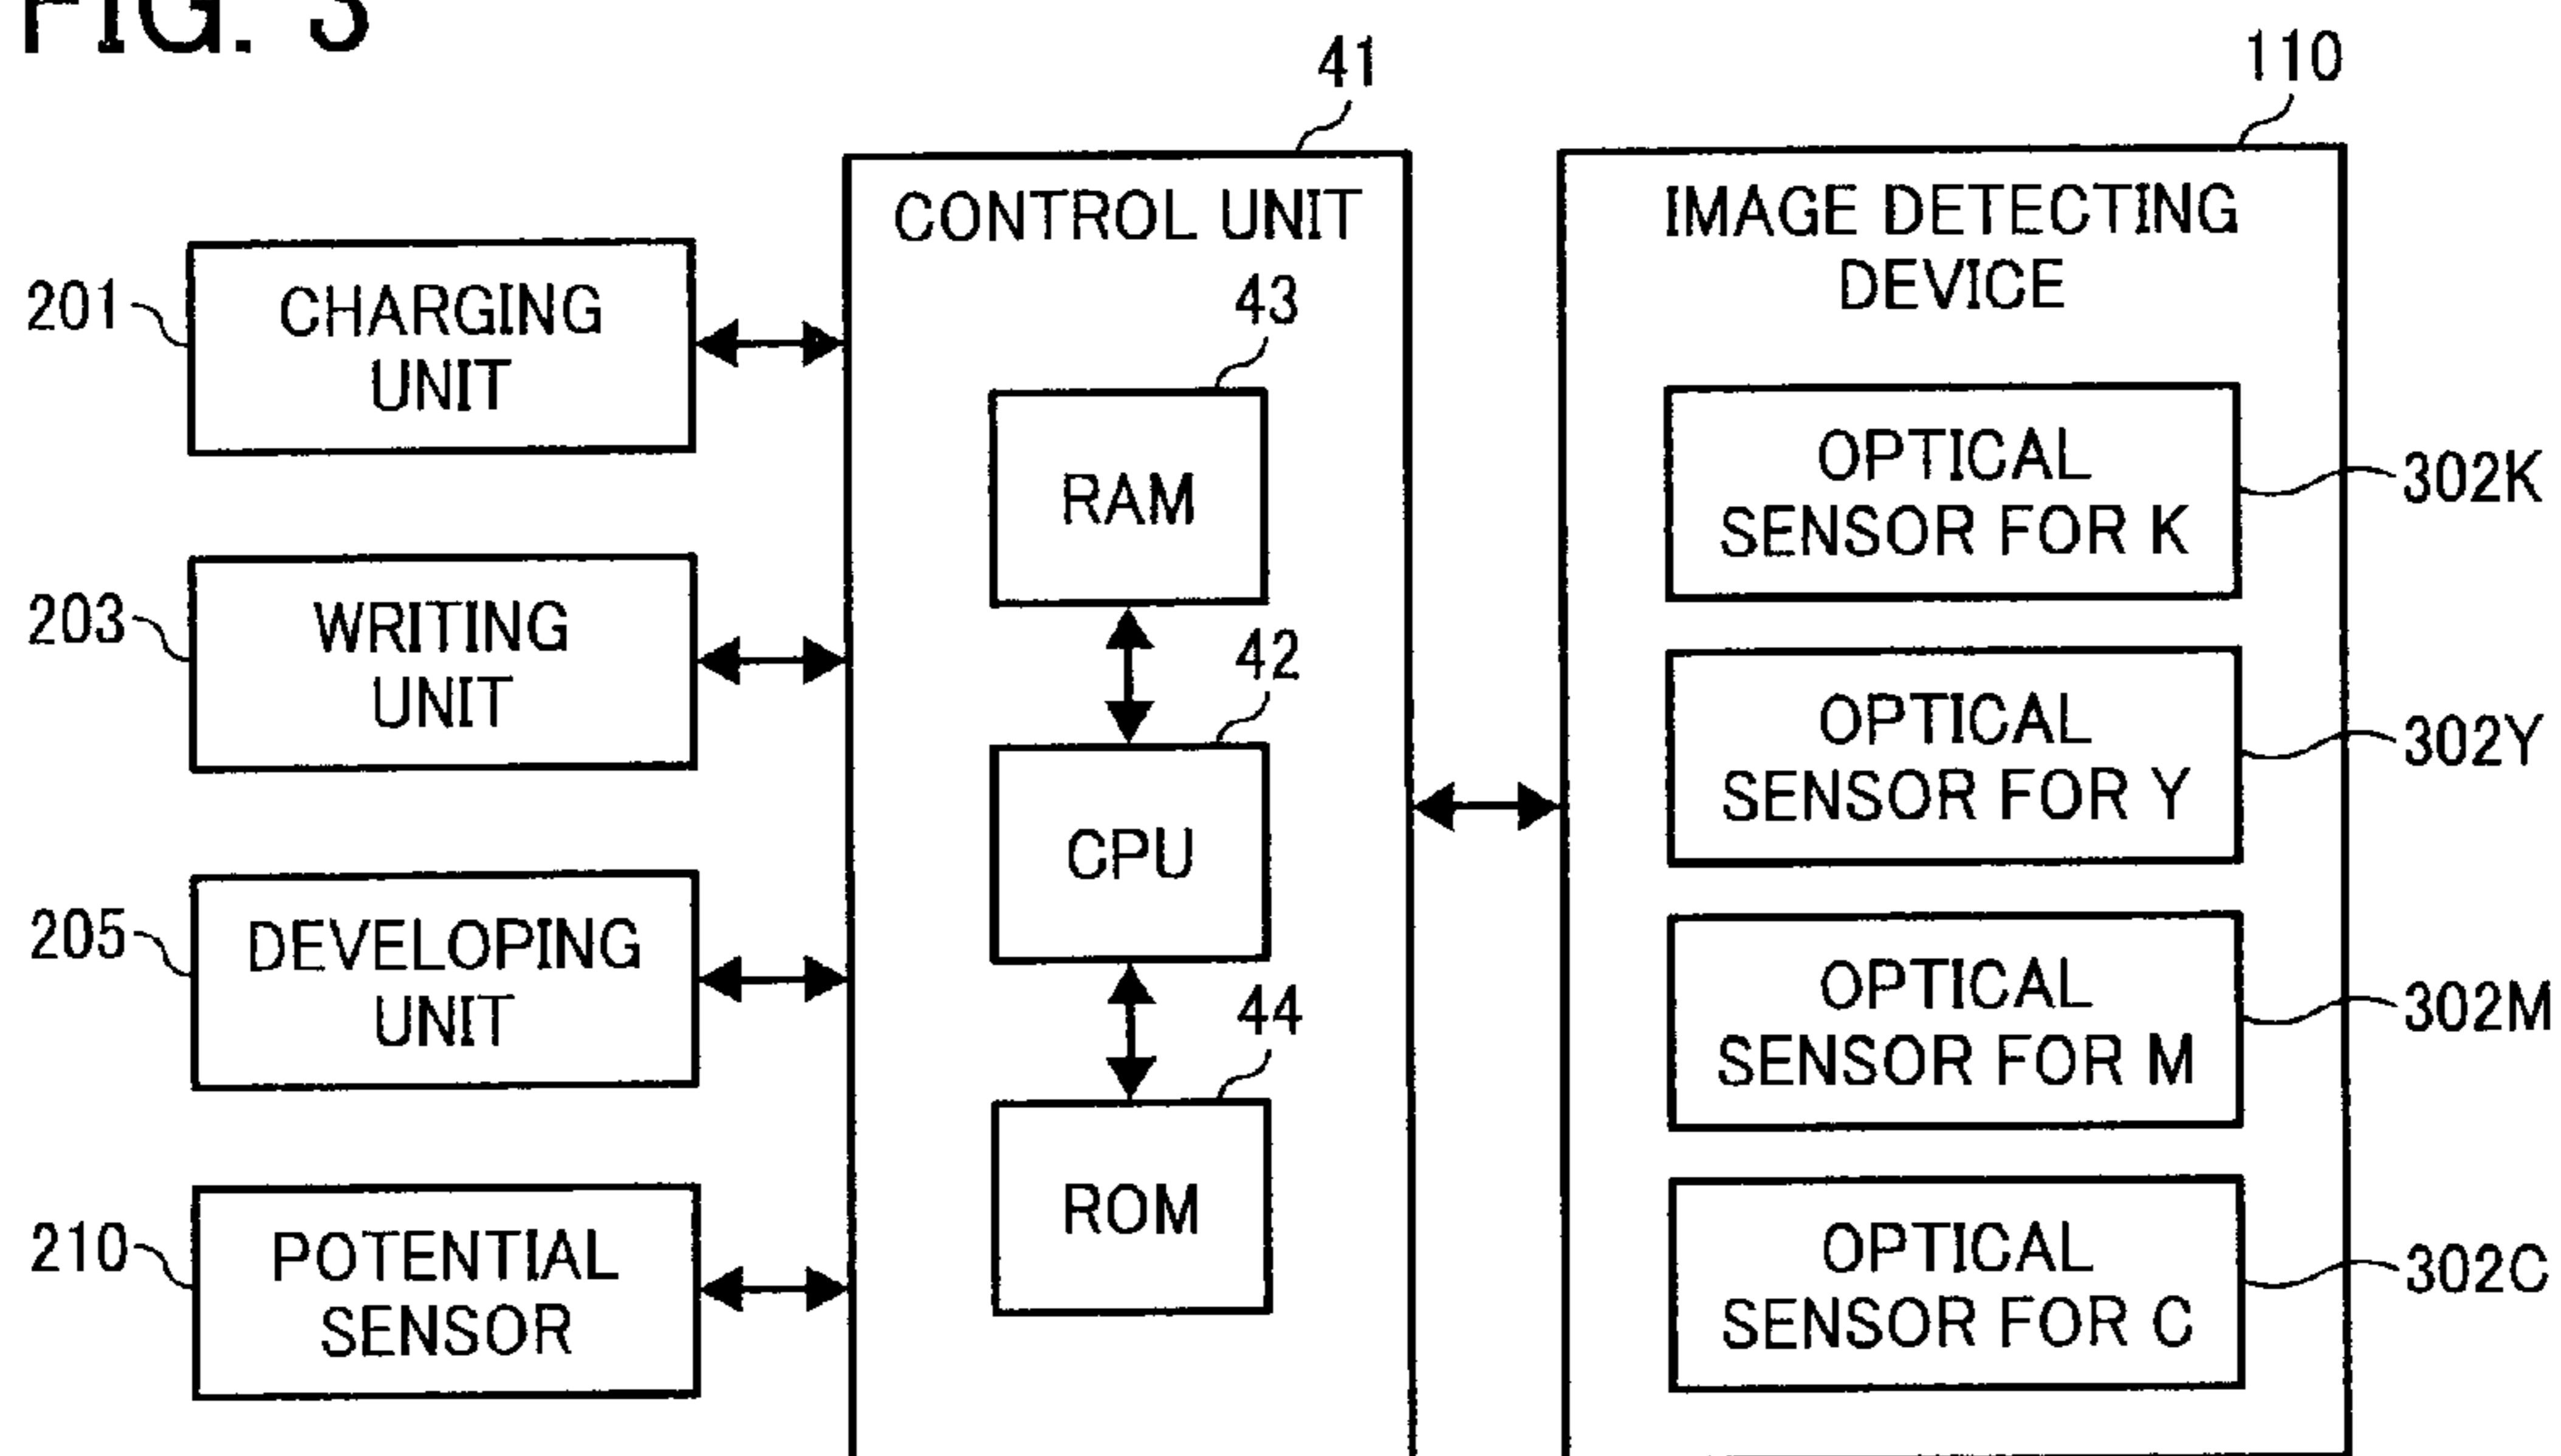 FIG. 3
41
110
CONTROL UNIT
IMAGE DETECTING
DEVICE
201
CHARGING
UNIT
43
RAM
OPTICAL
SENSOR FOR K
302K
203
WRITING
UNIT
42
CPU
OPTICAL
SENSOR FOR Y
302Y
205
DEVELOPING
UNIT
44
ROM
OPTICAL
SENSOR FOR M
302M
210
POTENTIAL
SENSOR
OPTICAL
SENSOR FOR C
302C